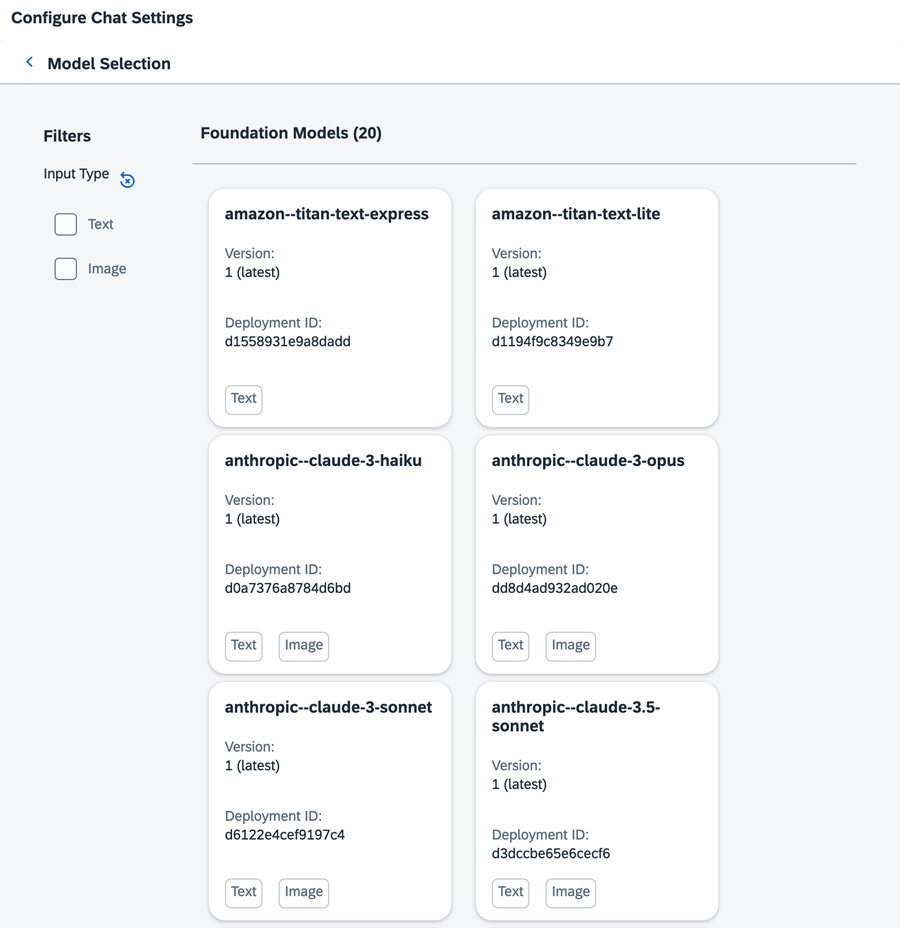 Configure Chat Settings
Model Selection
Filters
Input Type
Text
Image
Foundation Models (20)
amazon--titan-text-express
Version:
1 (latest)
Deployment ID:
d1558931e9a8dadd
Text
amazon--titan-text-lite
Version:
1 (latest)
Deployment ID:
d1194f9c8349e9b7
Text
anthropic--claude-3-haiku
Version:
1 (latest)
Deployment ID:
d0a7376a8784d6bd
Text
Image
anthropic--claude-3-opus
Version:
1 (latest)
Deployment ID:
dd8d4ad932ad020e
Text
Image
anthropic--claude-3-sonnet
Version:
1 (latest)
Deployment ID:
d6122e4cef9197c4
Text
Image
anthropic--claude-3.5-
sonnet
Version:
1 (latest)
Deployment ID:
d3dccbe65e6cecf6
Text
Image